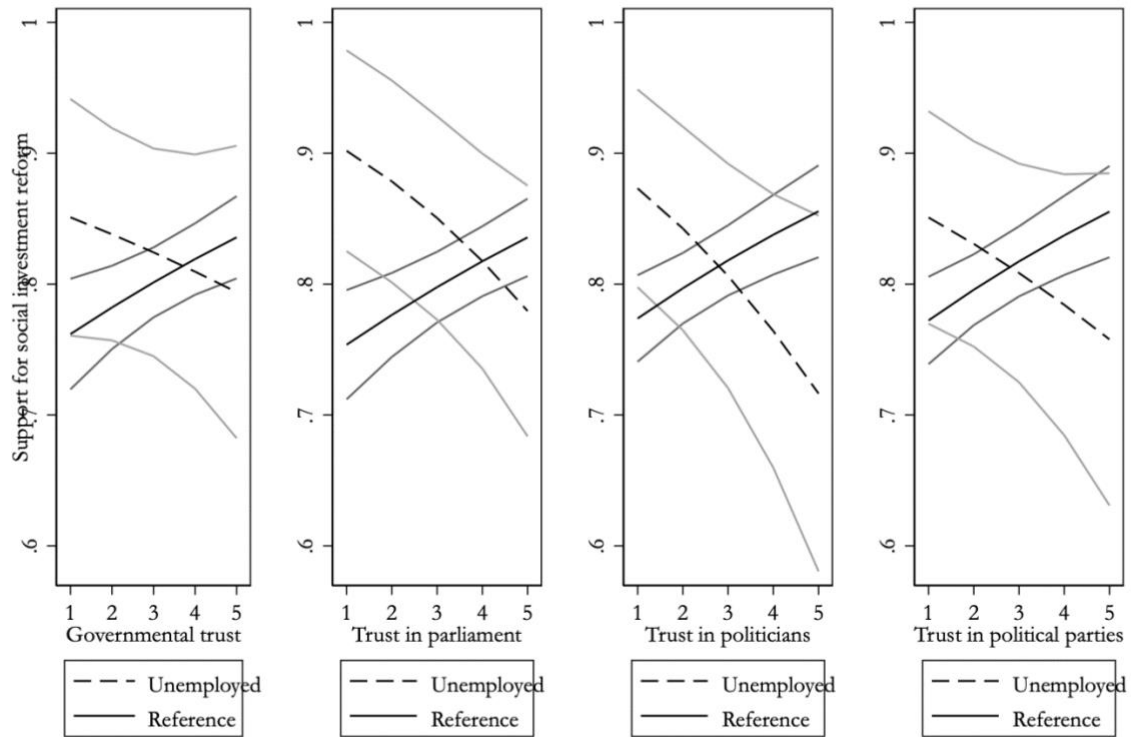 Support for social investment reform
1
.9
.8
.7
.6
1 2 3 4 5
Governmental trust
Unemployed
Reference
1
.9
.8
.7
.6
1 2 3 4 5
Trust in parliament
Unemployed
Reference
1
.9
.8
.7
.6
1 2 3 4 5
Trust in politicians
Unemployed
Reference
1
.9
.8
.7
.6
1 2 3 4 5
Trust in political parties
Unemployed
Reference